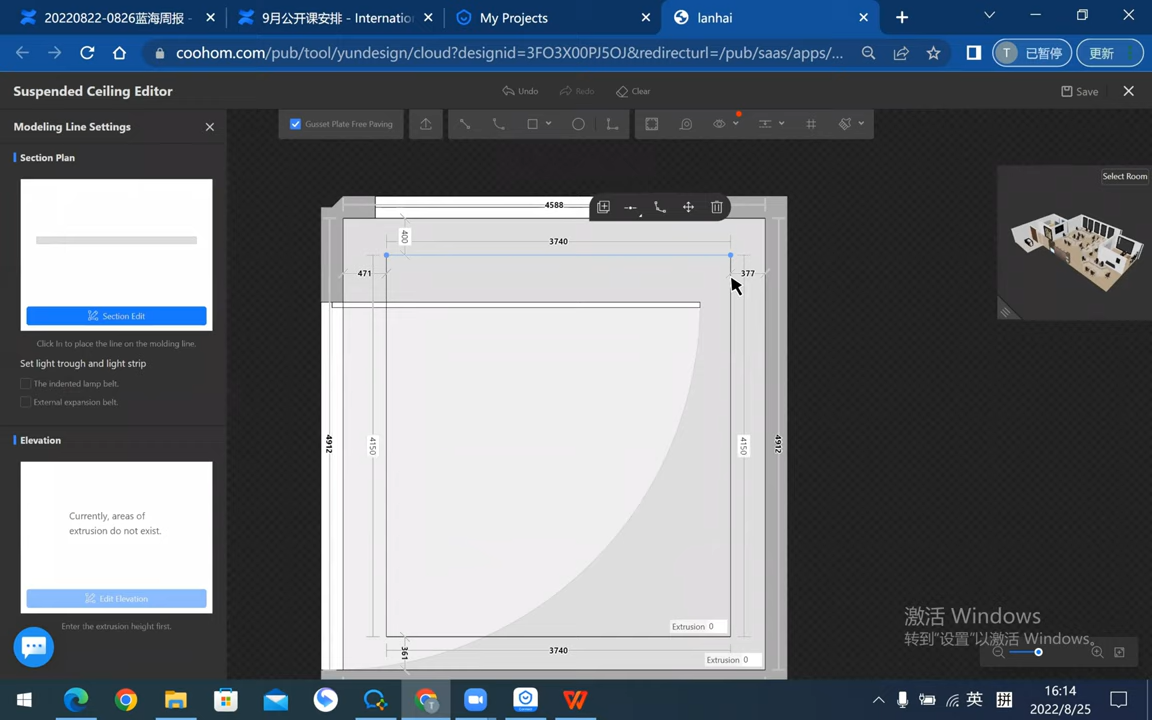 20220822-0826蓝海周报
9月公开课安排 - Internatio
My Projects
lanhai
coohom.com/pub/tool/yundesign/cloud?designid=3FO3X00PJ5OJ&redirecturl=/pub/saas/apps/...
T 已暂停
更新
Suspended Ceiling Editor
Undo
Redo
Clear
Save
Modeling Line Settings
Gusset Plate Free Paving
Section Plan
Section Edit
Click In to place the line on the molding line.
Set light trough and light strip
The indented lamp belt.
External expansion belt.
Elevation
Currently, areas of
extrusion do not exist.
Edit Elevation
Enter the extrusion height first.
Select Room
4588
400
3740
471
377
4912
4150
4150
4912
Extrusion 0
361
3740
Extrusion 0
激活 Windows
转到"设置"以激活 Windows。
英
拼
16:14
2022/8/25